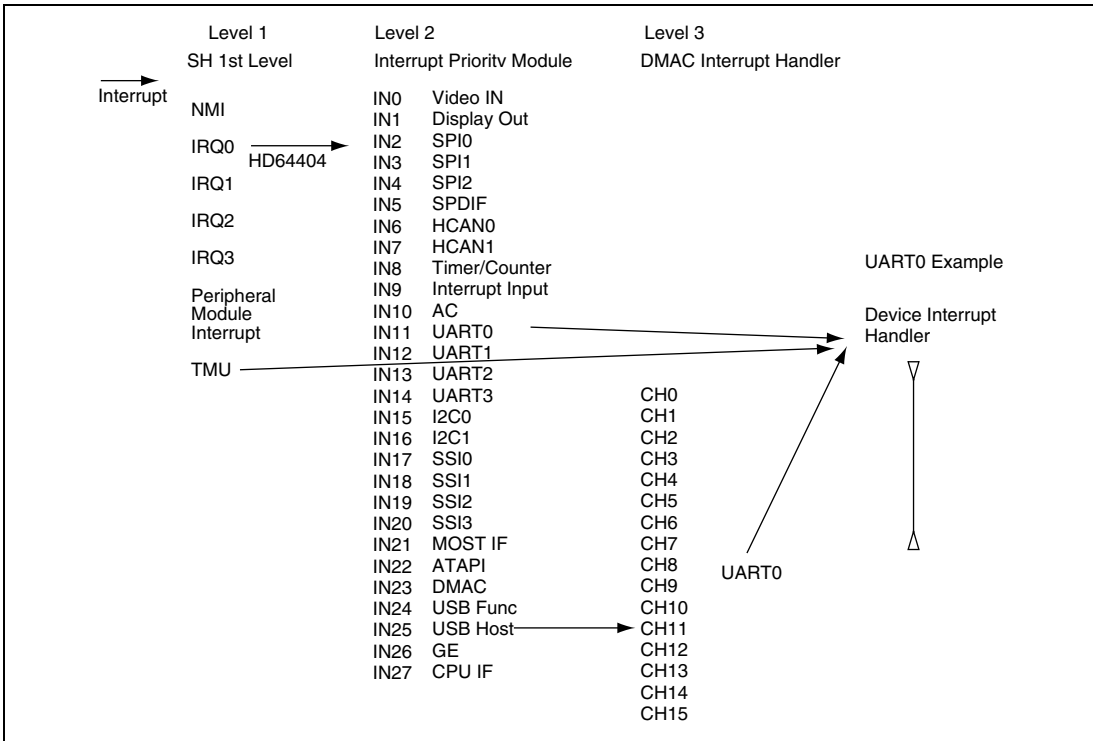 Level 1
SH 1st Level
Interrupt
NMI
IRQ0
HD64404
IRQ1
IRQ2
IRQ3
Peripheral
Module
Interrupt
TMU
Level 2
Interrupt Priority Module
IN0 Video IN
IN1 Display Out
IN2 SPI0
IN3 SPI1
IN4 SPI2
IN5 SPDIF
IN6 HCAN0
IN7 HCAN1
IN8 Timer/Counter
IN9 Interrupt Input
IN10 AC
IN11 UART0
IN12 UART1
IN13 UART2
IN14 UART3
IN15 I2C0
IN16 I2C1
IN17 SSI0
IN18 SSI1
IN19 SSI2
IN20 SSI3
IN21 MOST IF
IN22 ATAPI
IN23 DMAC
IN24 USB Func
IN25 USB Host
IN26 GE
IN27 CPU IF
Level 3
DMAC Interrupt Handler
CH0
CH1
CH2
CH3
CH4
CH5
CH6
CH7
CH8
CH9
CH10
CH11
CH12
CH13
CH14
CH15
UART0
UART0 Example
Device Interrupt
Handler